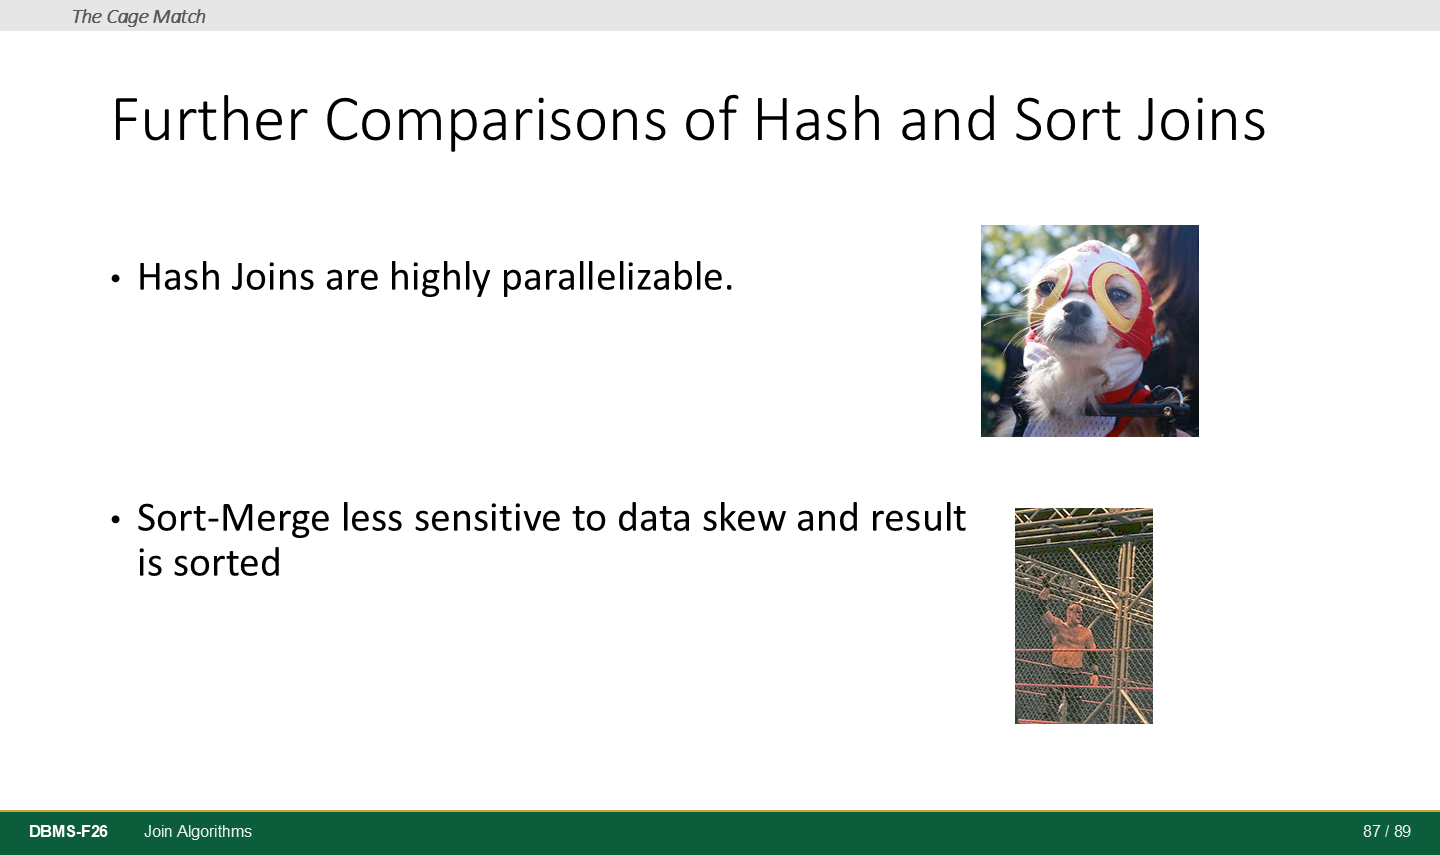 The Cage Match
Further Comparisons of Hash and Sort Joins
• Hash Joins are highly parallelizable.
• Sort-Merge less sensitive to data skew and result
is sorted
DBMS-F26 Join Algorithms 87 / 89